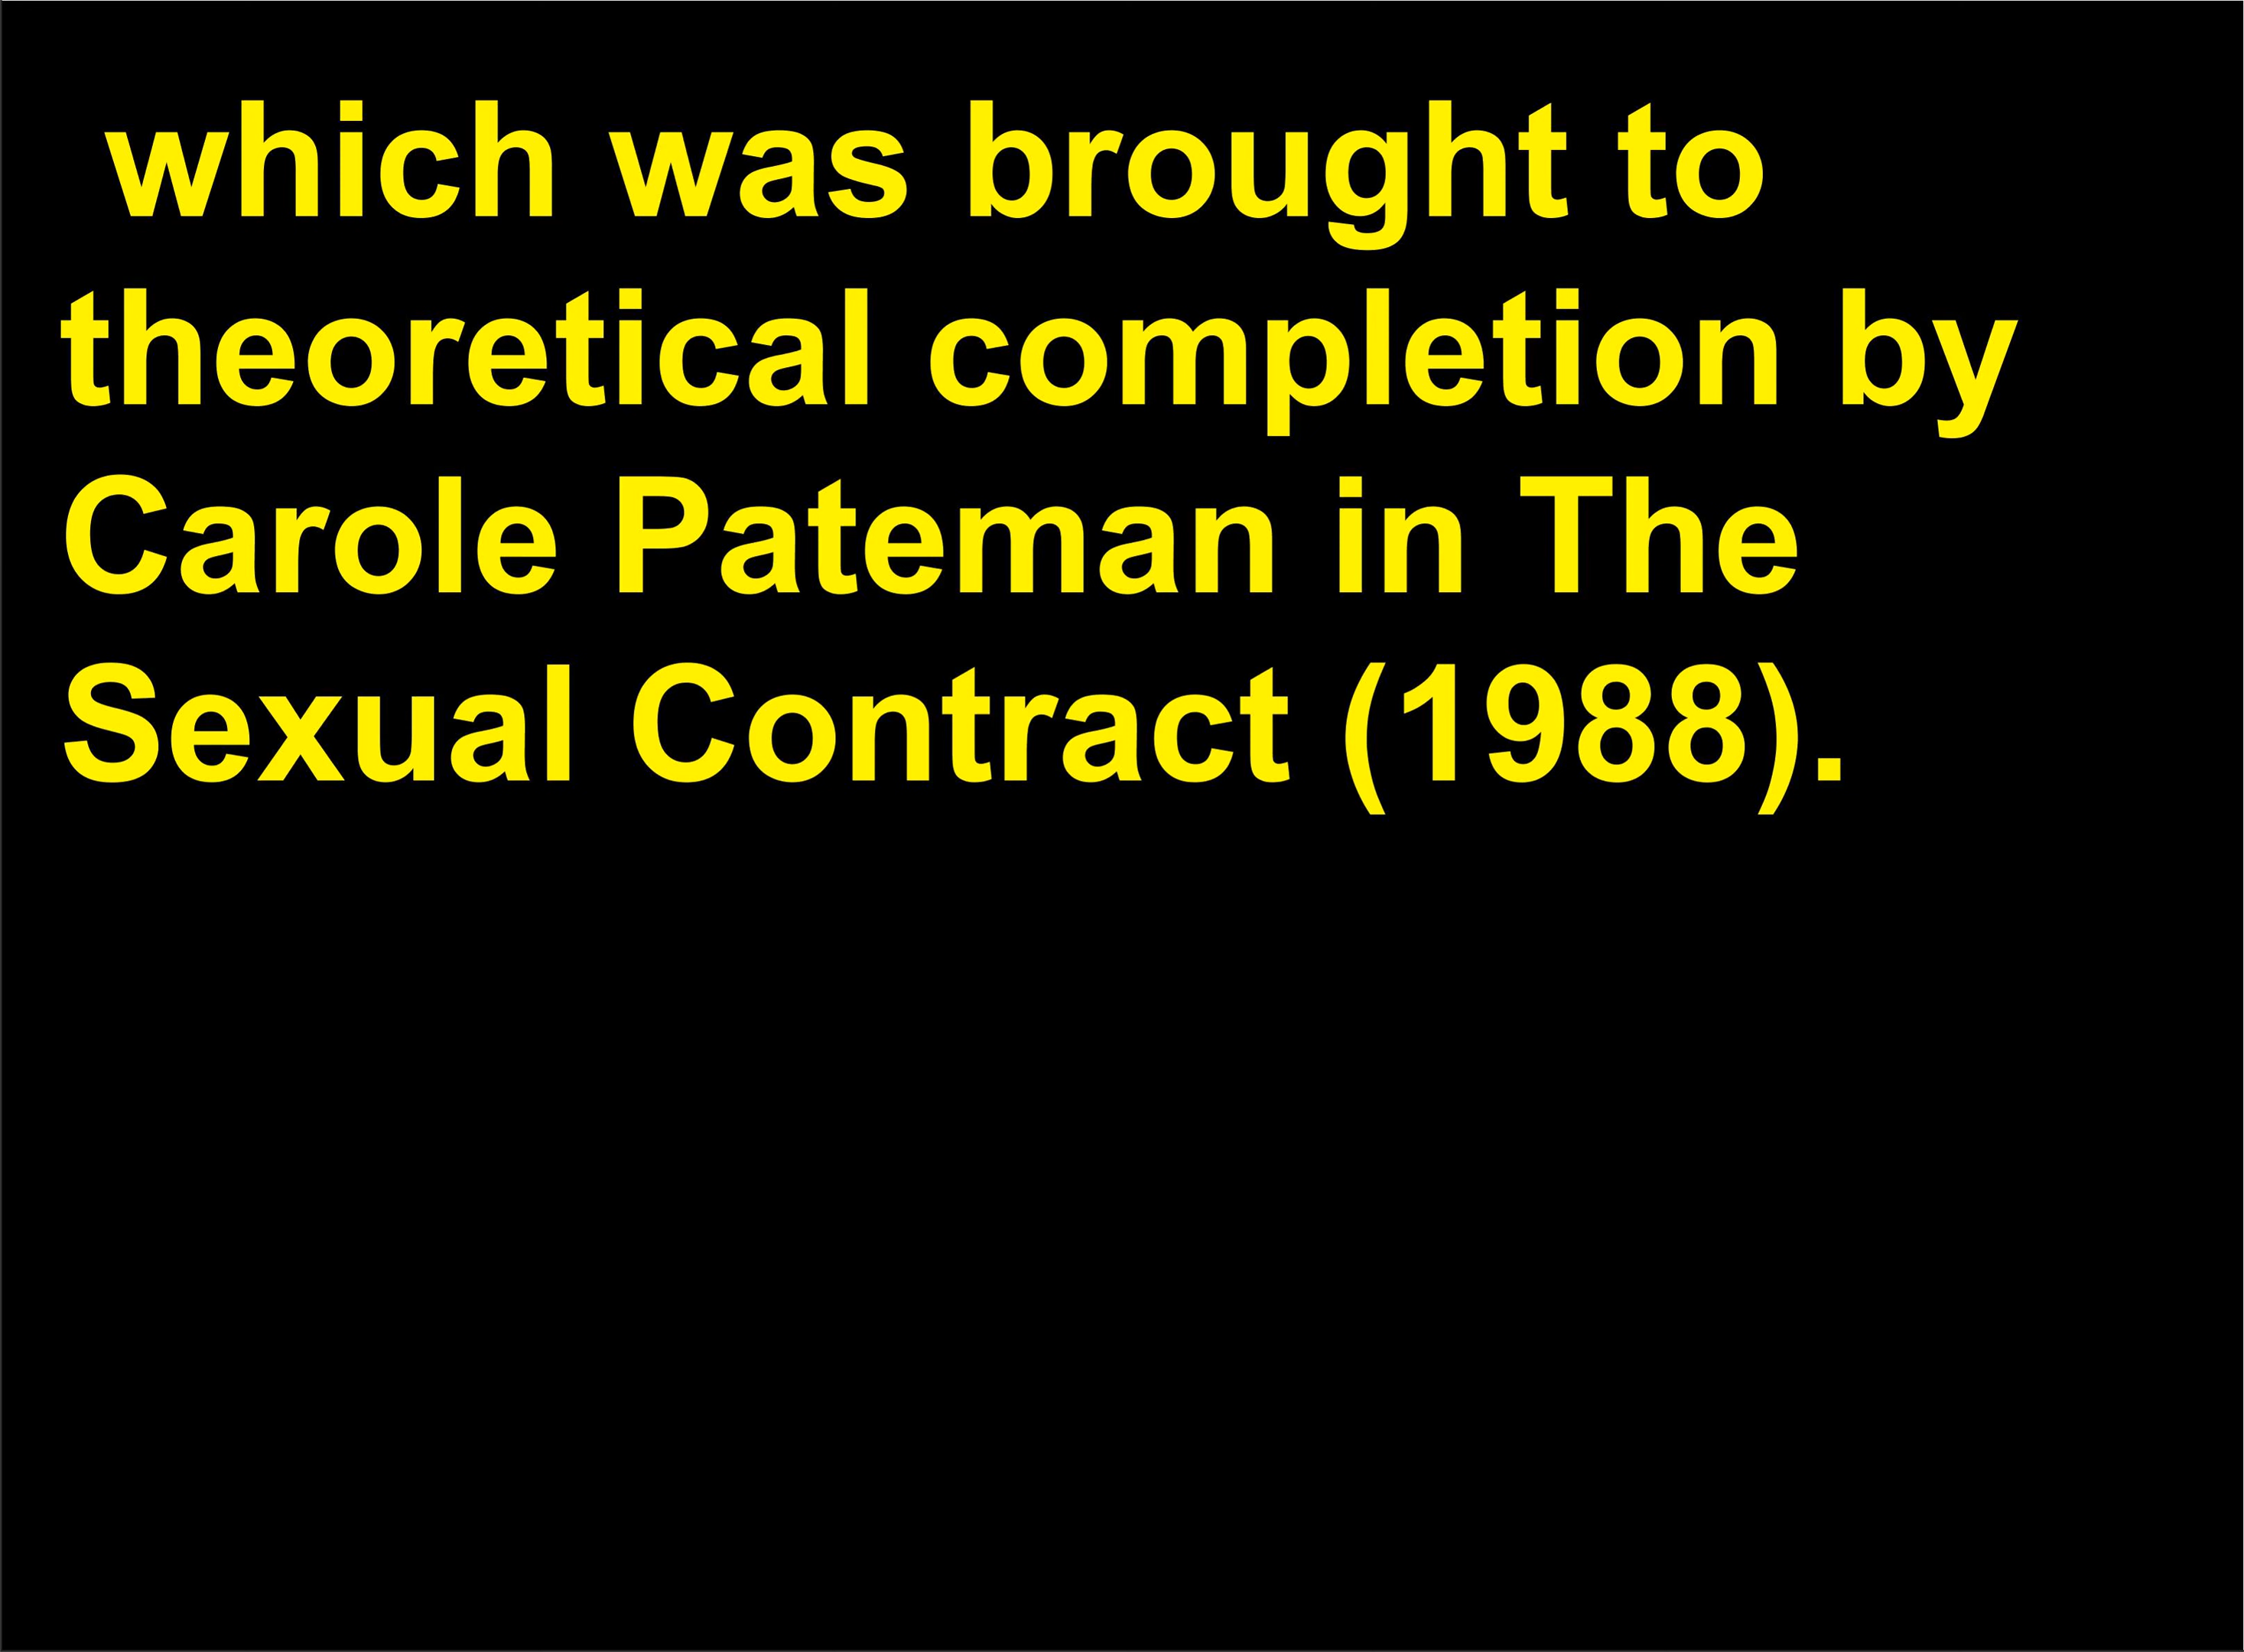 which was brought to
theoretical completion by
Carole Pateman in The
Sexual Contract (1988).